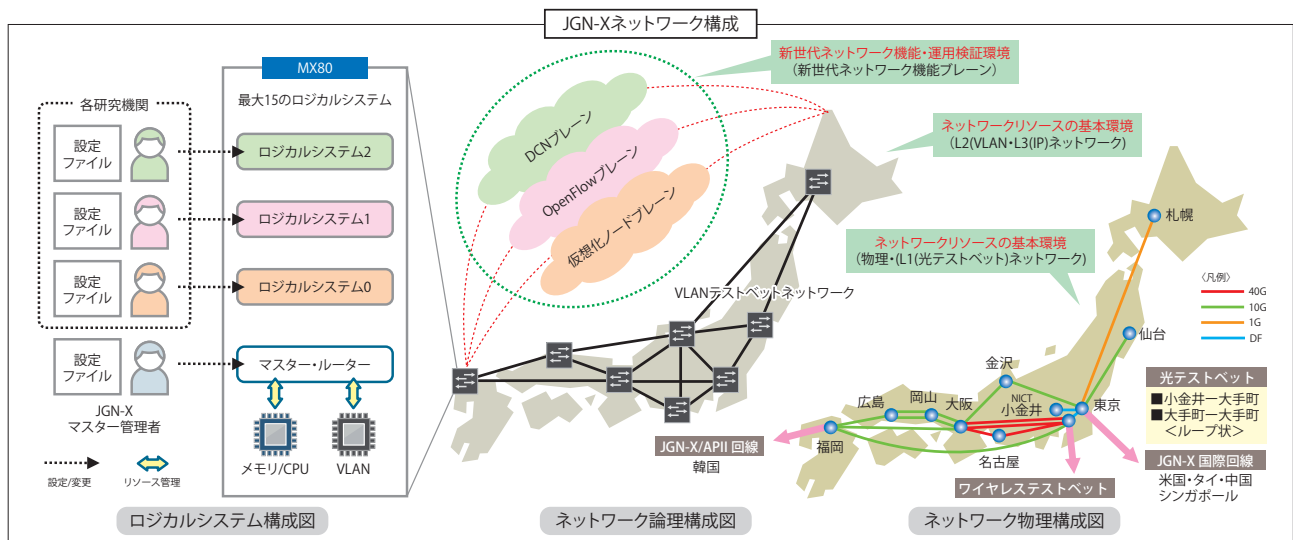 JGN-Xネットワーク構成
MX80
最大15のロジカルシステム
各研究機関
設定
ファイル
ロジカルシステム2
設定
ファイル
ロジカルシステム1
設定
ファイル
ロジカルシステム0
設定
ファイル
マスター・ルーター
JGN-X
マスター管理者
メモリ/CPU
VLAN
設定/変更
リソース管理
ロジカルシステム構成図
DCNプレーン
OpenFlowプレーン
仮想化ノードプレーン
新世代ネットワーク機能・運用検証環境
(新世代ネットワーク機能プレーン)
ネットワークリソースの基本環境
(L2(VLAN・L3(IP)ネットワーク)
VLANテストベットネットワーク
ネットワーク論理構成図
ネットワークリソースの基本環境
(物理・(L1(光テストベット)ネットワーク)
〈凡例〉
40G
10G
1G
DF
札幌
仙台
金沢
NICT
小金井
東京
広島
岡山
大阪
福岡
名古屋
光テストベット
■小金井ー大手町
■大手町ー大手町
<ループ状>
JGN-X/APII 回線
韓国
ワイヤレステストベット
JGN-X 国際回線
米国・タイ・中国
シンガポール
ネットワーク物理構成図